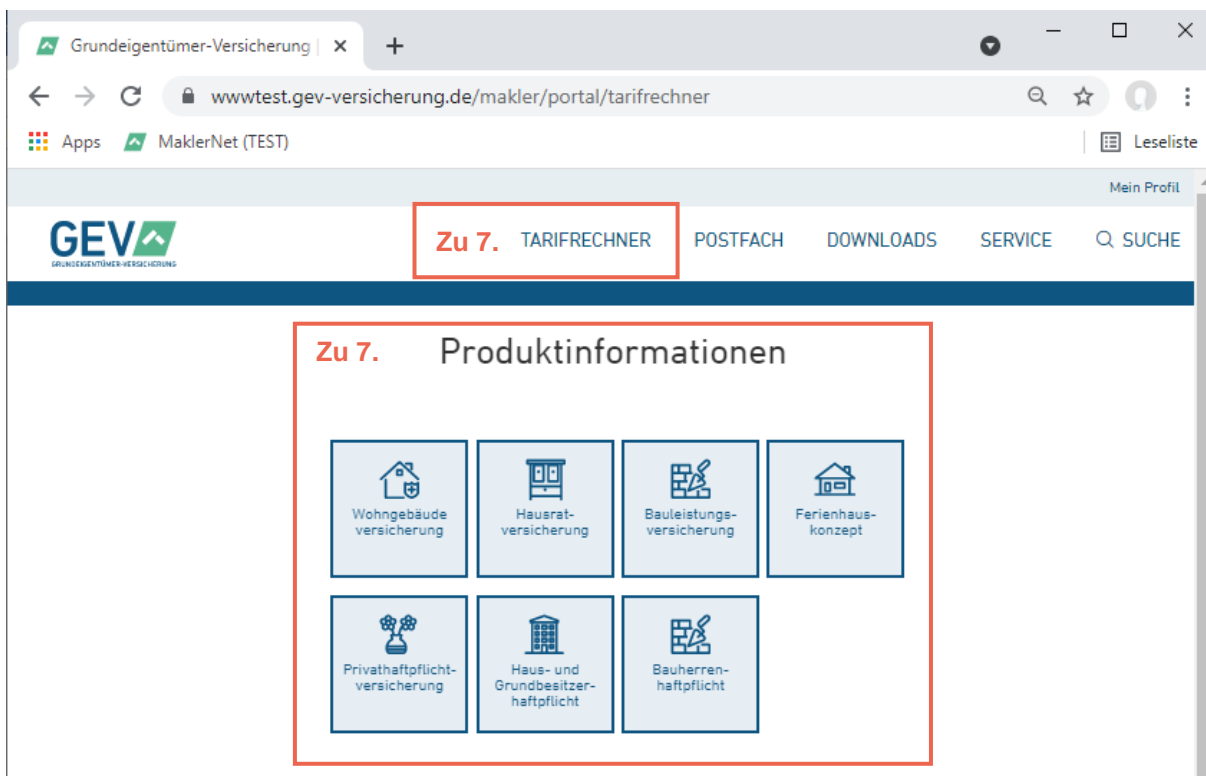 Grundeigentümer-Versicherung |
wwwtest.gev-versicherung.de/makler/portal/tarifrechner
Apps MaklerNet (TEST) Leseliste
Mein Profil
GEV
GRUNDEIGENTÜMER-VERSICHERUNG
Zu 7. TARIFRECHNER POSTFACH DOWNLOADS SERVICE SUCHE
Zu 7. Produktinformationen
Wohngebäude
versicherung
Hausrat-
versicherung
Bauleistungs-
versicherung
Ferienhaus-
konzept
Privathaftpflicht-
versicherung
Haus- und
Grundbesitzer-
haftpflicht
Bauherren-
haftpflicht